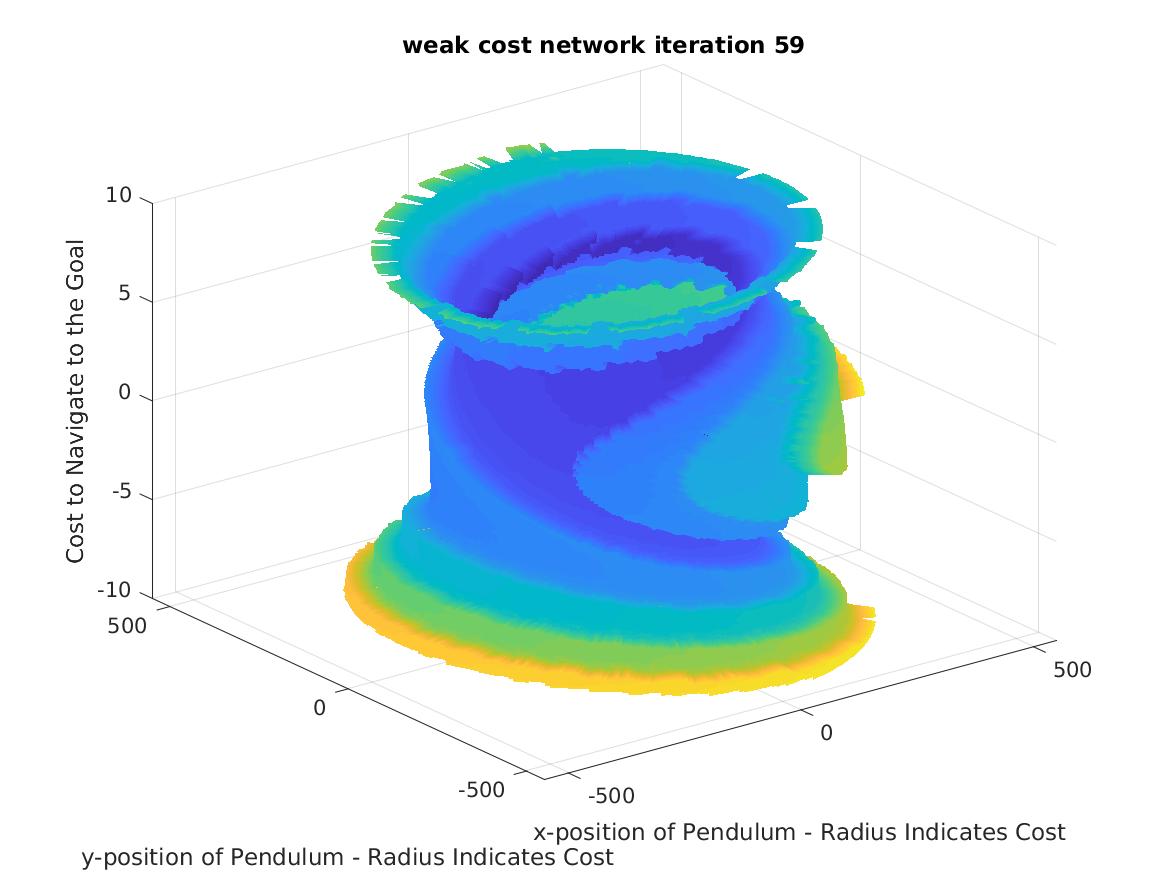 weak cost network iteration 59
Cost to Navigate to the Goal
10
5
0
-5
-10
500
0
-500
-500
0
500
x-position of Pendulum - Radius Indicates Cost
y-position of Pendulum - Radius Indicates Cost